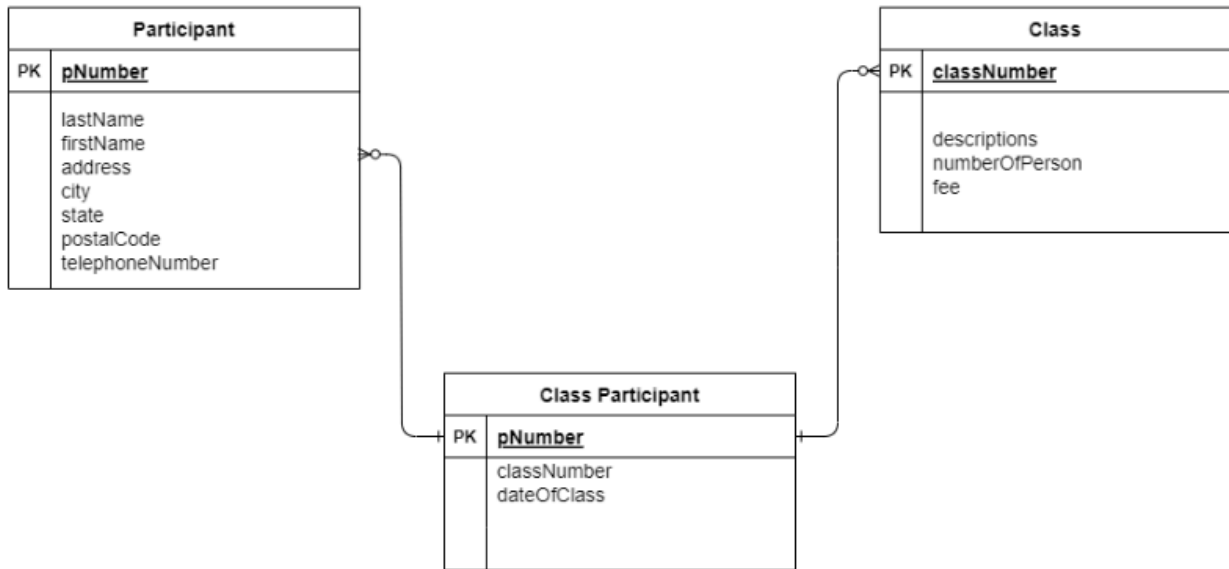 Participant
PK pNumber
lastName
firstName
address
city
state
postalCode
telephoneNumber
Class
PK classNumber
descriptions
numberOfPerson
fee
Class Participant
PK pNumber
classNumber
dateOfClass